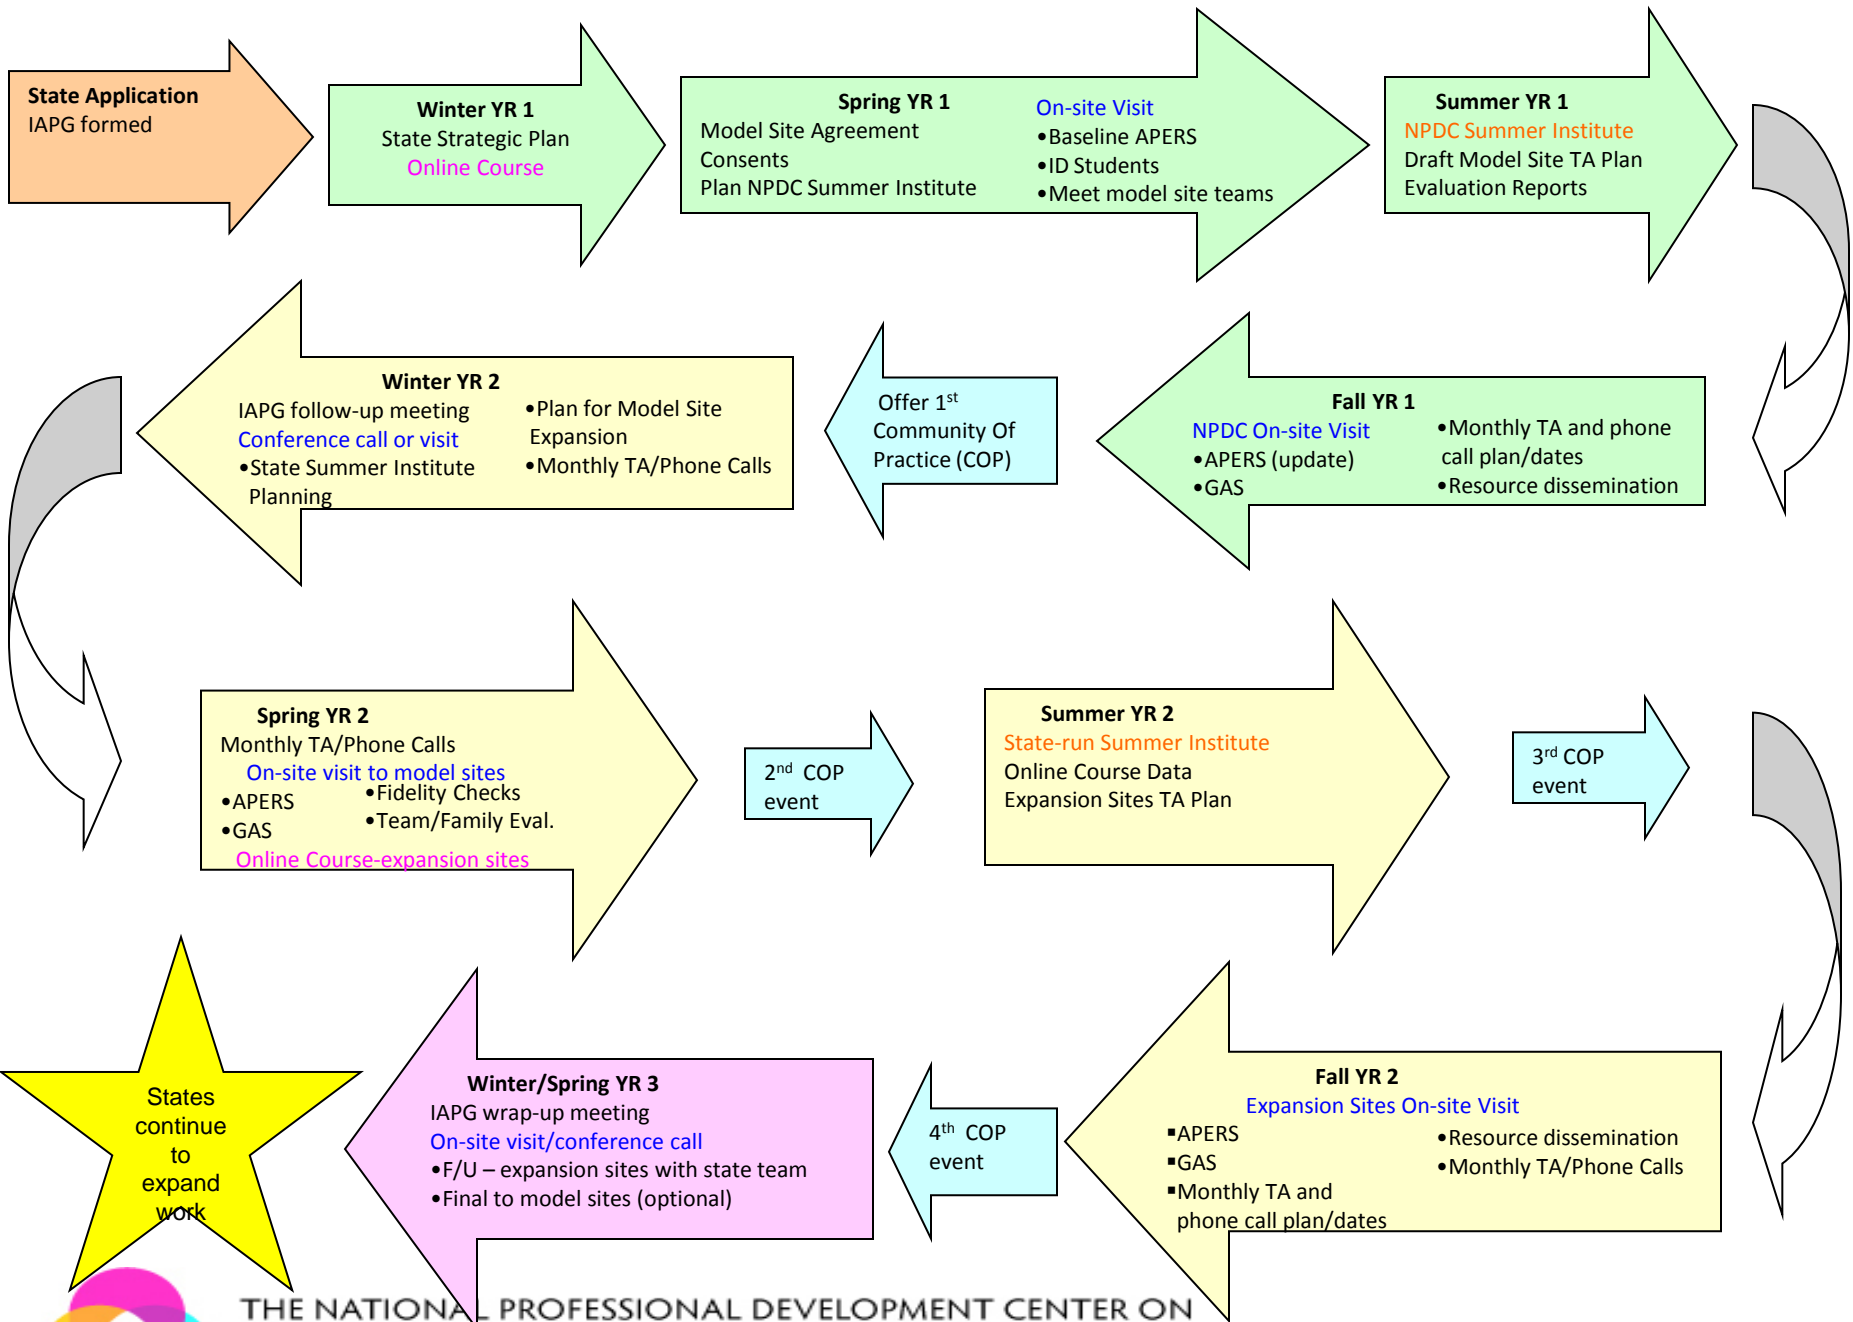 State Application
IAPG formed
Winter YR 1
State Strategic Plan
Online Course
Spring YR 1
Model Site Agreement
Consents
Plan NPDC Summer Institute
On-site Visit
•Baseline APERS
•ID Students
•Meet model site teams
Summer YR 1
NPDC Summer Institute
Draft Model Site TA Plan
Evaluation Reports
Fall YR 1
NPDC On-site Visit
•APERS (update)
•GAS
•Monthly TA and phone
call plan/dates
•Resource dissemination
Offer 1st
Community Of
Practice (COP)
Winter YR 2
IAPG follow-up meeting
Conference call or visit
•State Summer Institute
Planning
•Plan for Model Site
Expansion
•Monthly TA/Phone Calls
Spring YR 2
Monthly TA/Phone Calls
On-site visit to model sites
•APERS
•GAS
•Fidelity Checks
•Team/Family Eval.
Online Course-expansion sites
2nd COP
event
Summer YR 2
State-run Summer Institute
Online Course Data
Expansion Sites TA Plan
3rd COP
event
Fall YR 2
Expansion Sites On-site Visit
▪APERS
▪GAS
▪Monthly TA and
phone call plan/dates
•Resource dissemination
•Monthly TA/Phone Calls
4th COP
event
Winter/Spring YR 3
IAPG wrap-up meeting
On-site visit/conference call
•F/U – expansion sites with state team
•Final to model sites (optional)
States
continue
to
expand
work
THE NATIONAL PROFESSIONAL DEVELOPMENT CENTER ON